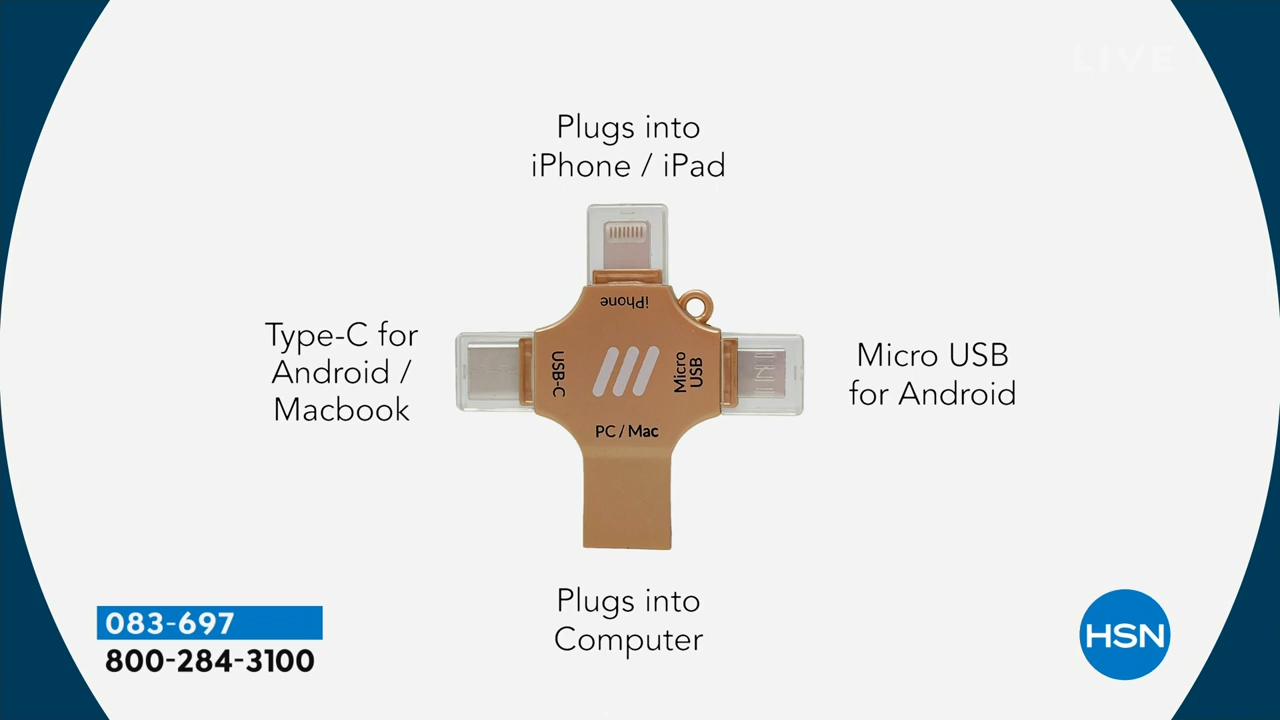 LIVE
Plugs into
iPhone / iPad
iPhone
Type-C for
Android /
Macbook
USB-C
Micro
USB
Micro USB
for Android
PC / Mac
Plugs into
Computer
083-697
800-284-3100
HSN